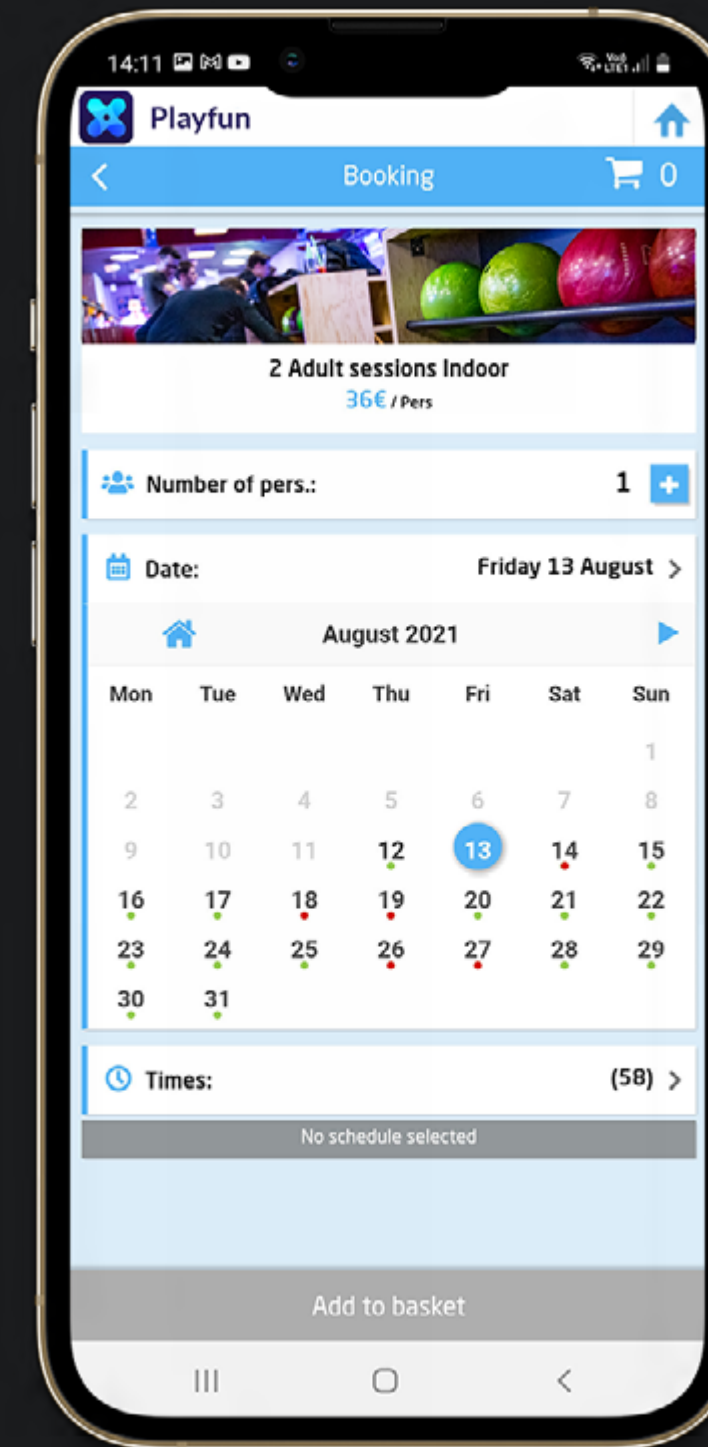 14:11
Playfun
Booking 0
2 Adult sessions Indoor
36€ / Pers
Number of pers.: 1 +
Date: Friday 13 August >
August 2021
Mon Tue Wed Thu Fri Sat Sun
1
2 3 4 5 6 7 8
9 10 11 12 13 14 15
16 17 18 19 20 21 22
23 24 25 26 27 28 29
30 31
Times: (58) >
No schedule selected
Add to basket